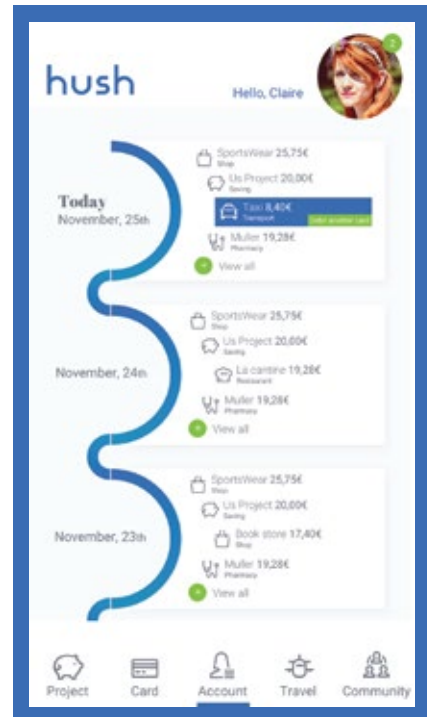 hush
2
Hello, Claire
Today
November, 25th
SportsWear 25,75€
Shop
Us Project 20,00€
Saving
Taxi 8,40€
Transport
Debit another card
Muller 19,28€
Pharmacy
+ View all
November, 24th
SportsWear 25,75€
Shop
Us Project 20,00€
Saving
La cantine 19,28€
Restaurant
Muller 19,28€
Pharmacy
+ View all
November, 23th
SportsWear 25,75€
Shop
Us Project 20,00€
Saving
Book store 17,40€
Shop
Muller 19,28€
Pharmacy
+ View all
Project Card Account Travel Community